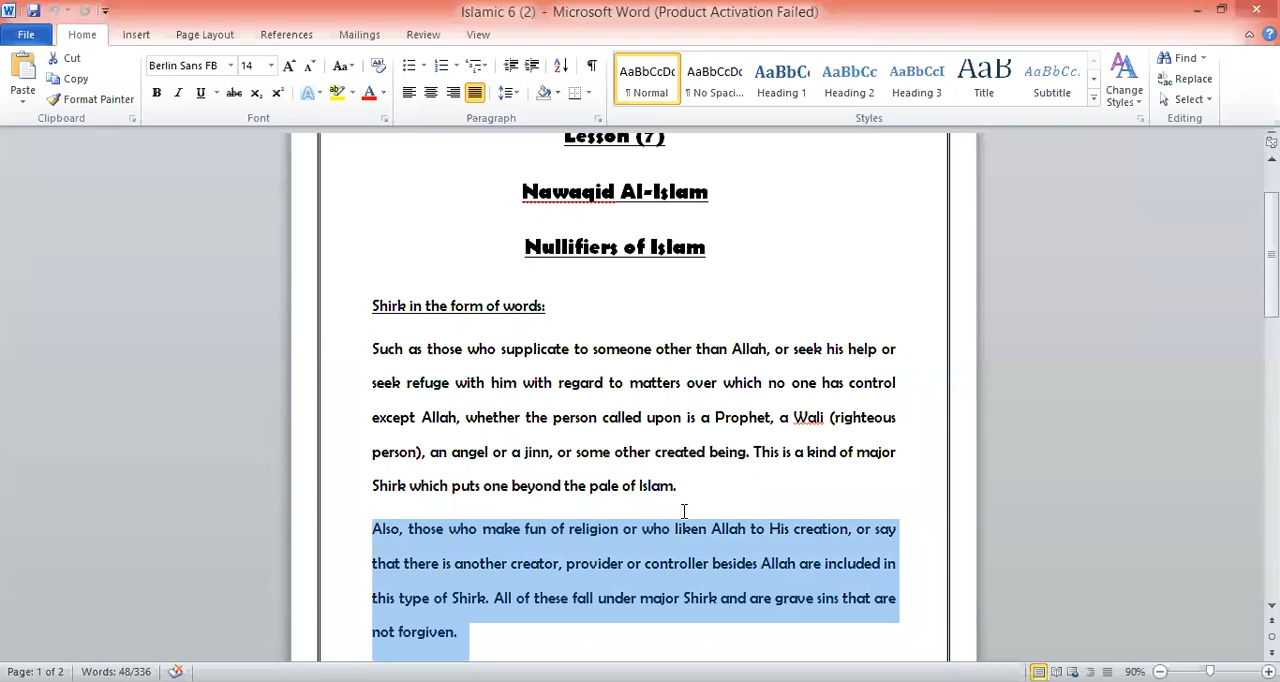 Islamic 6 (2) - Microsoft Word (Product Activation Failed)
File Home Insert Page Layout References Mailings Review View
Cut
Copy
Format Painter
Paste
Clipboard
Berlin Sans FB 14
Font
Paragraph
AaBbCcDc AaBbCcDc AaBbC AaBbCc AaBbCcI AaB AaBbCc.
¶ Normal ¶ No Spaci... Heading 1 Heading 2 Heading 3 Title Subtitle
Change
Styles
Styles
Find
Replace
Select
Editing
Lesson (7)
Nawaqid Al-Islam
Nullifiers of Islam
Shirk in the form of words:
Such as those who supplicate to someone other than Allah, or seek his help or
seek refuge with him with regard to matters over which no one has control
except Allah, whether the person called upon is a Prophet, a Wali (righteous
person), an angel or a jinn, or some other created being. This is a kind of major
Shirk which puts one beyond the pale of Islam.
Also, those who make fun of religion or who liken Allah to His creation, or say
that there is another creator, provider or controller besides Allah are included in
this type of Shirk. All of these fall under major Shirk and are grave sins that are
not forgiven.
Page: 1 of 2 Words: 48/336 90%